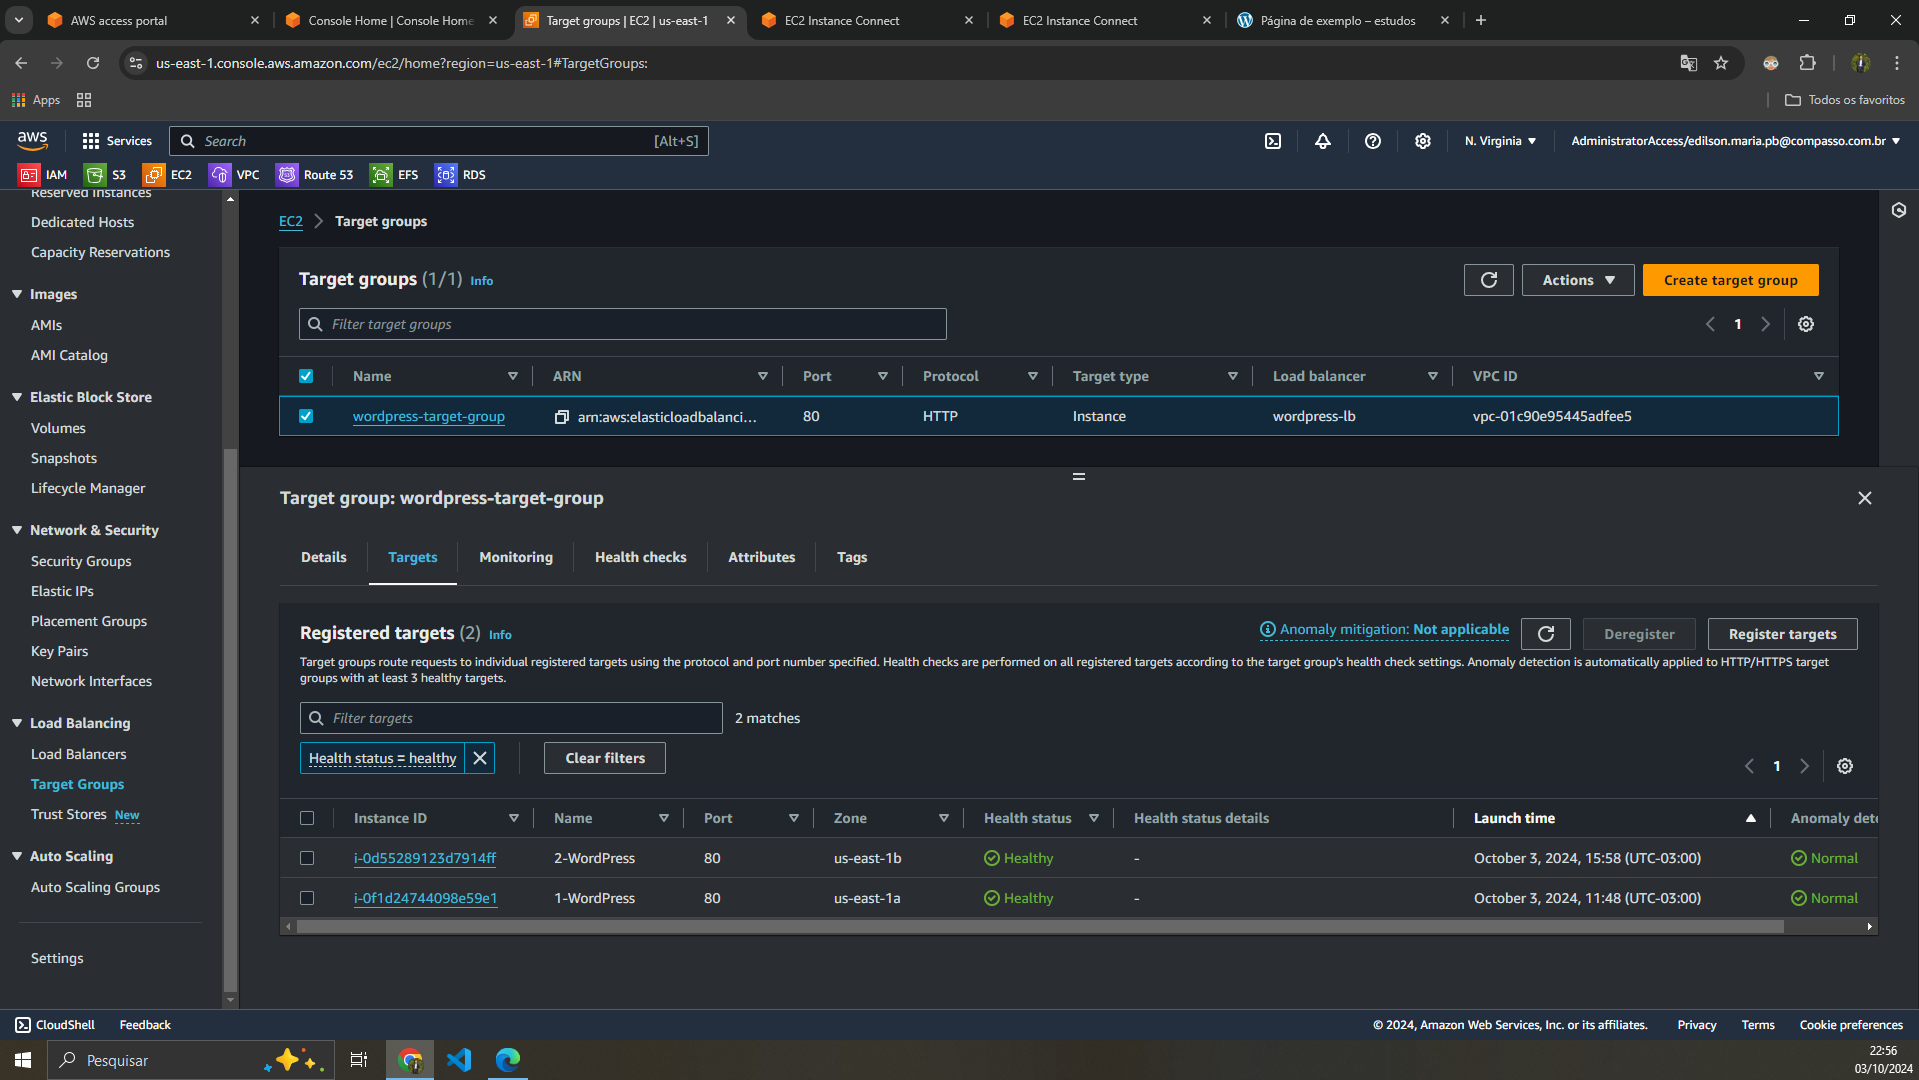 AWS access portal
Console Home | Console Home
Target groups | EC2 | us-east-1
EC2 Instance Connect
EC2 Instance Connect
Página de exemplo – estudos
us-east-1.console.aws.amazon.com/ec2/home?region=us-east-1#TargetGroups:
Apps
Todos os favoritos
aws
Services
Search
[Alt+S]
N. Virginia
AdministratorAccess/edilson.maria.pb@compasso.com.br
IAM
S3
EC2
VPC
Route 53
EFS
RDS
Reserved Instances
Dedicated Hosts
Capacity Reservations
Images
AMIs
AMI Catalog
Elastic Block Store
Volumes
Snapshots
Lifecycle Manager
Network & Security
Security Groups
Elastic IPs
Placement Groups
Key Pairs
Network Interfaces
Load Balancing
Load Balancers
Target Groups
Trust Stores New
Auto Scaling
Auto Scaling Groups
Settings
EC2
Target groups
Target groups (1/1) Info
Actions
Create target group
Filter target groups
1
Name
ARN
Port
Protocol
Target type
Load balancer
VPC ID
wordpress-target-group
arn:aws:elasticloadbalanci...
80
HTTP
Instance
wordpress-lb
vpc-01c90e95445adfee5
Target group: wordpress-target-group
Details
Targets
Monitoring
Health checks
Attributes
Tags
Registered targets (2) Info
Anomaly mitigation: Not applicable
Deregister
Register targets
Target groups route requests to individual registered targets using the protocol and port number specified. Health checks are performed on all registered targets according to the target group's health check settings. Anomaly detection is automatically applied to HTTP/HTTPS target
groups with at least 3 healthy targets.
Filter targets
2 matches
Health status = healthy
Clear filters
1
Instance ID
Name
Port
Zone
Health status
Health status details
Launch time
Anomaly dete
i-0d55289123d7914ff
2-WordPress
80
us-east-1b
Healthy
-
October 3, 2024, 15:58 (UTC-03:00)
Normal
i-0f1d24744098e59e1
1-WordPress
80
us-east-1a
Healthy
-
October 3, 2024, 11:48 (UTC-03:00)
Normal
CloudShell
Feedback
© 2024, Amazon Web Services, Inc. or its affiliates.
Privacy
Terms
Cookie preferences
Pesquisar
22:56
03/10/2024